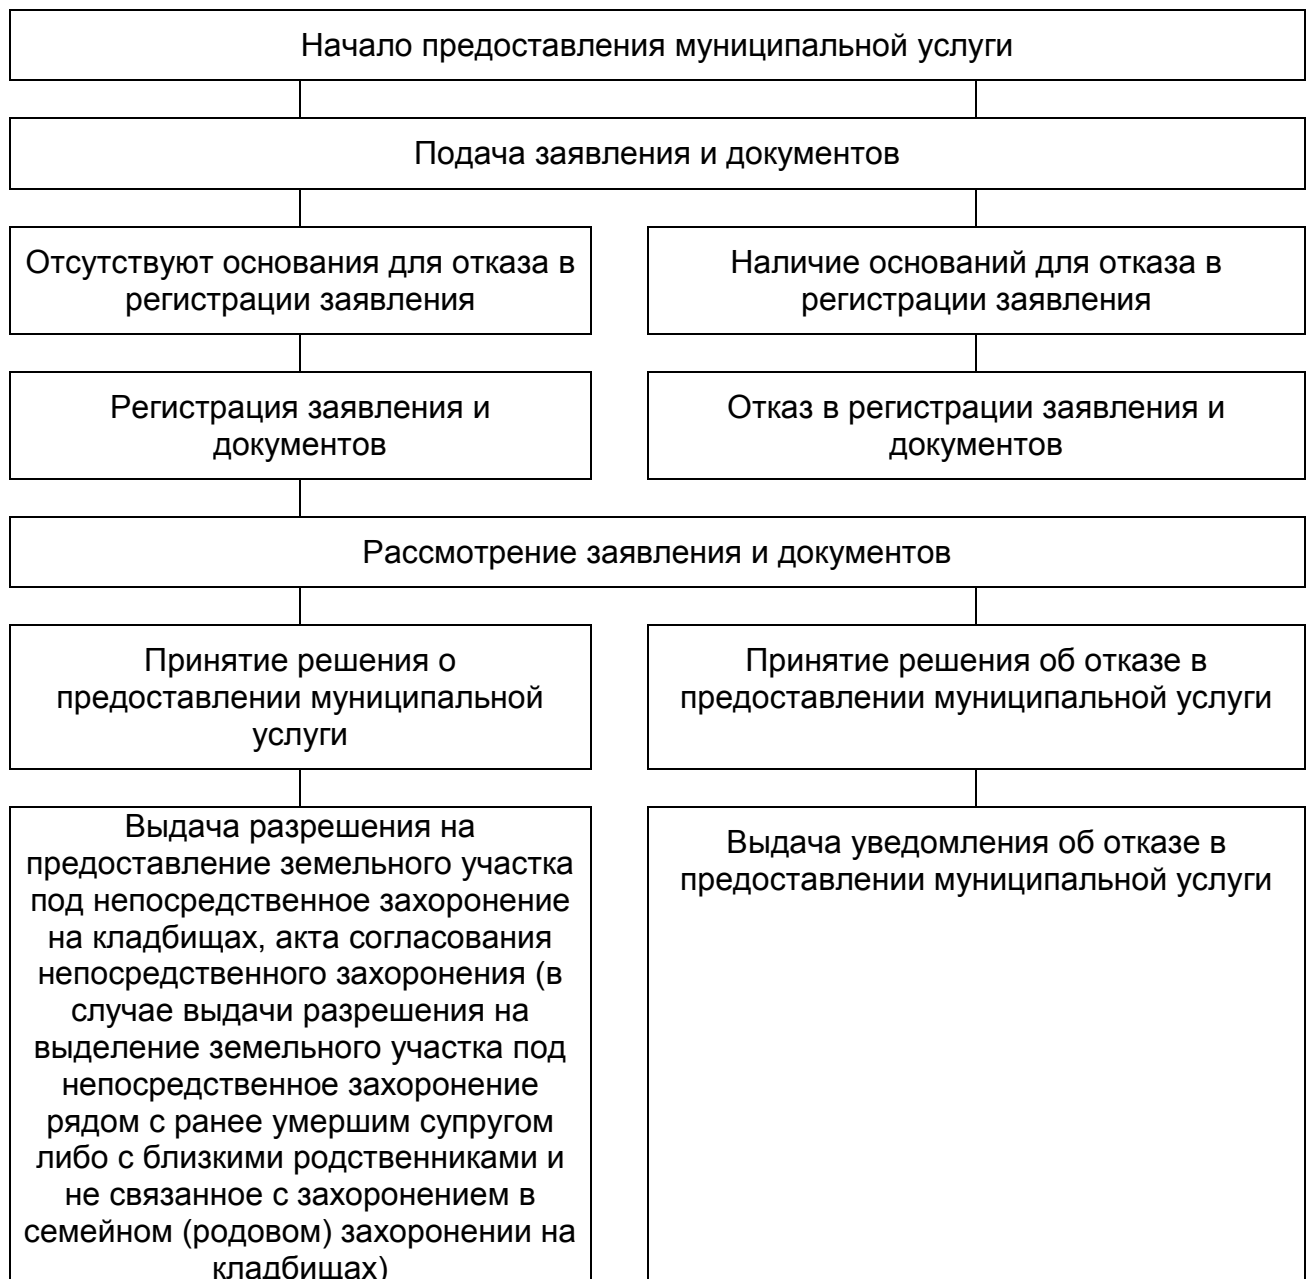 Начало предоставления муниципальной услуги
Подача заявления и документов
Отсутствуют основания для отказа в
регистрации заявления
Наличие оснований для отказа в
регистрации заявления
Регистрация заявления и
документов
Отказ в регистрации заявления и
документов
Рассмотрение заявления и документов
Принятие решения о
предоставлении муниципальной
услуги
Принятие решения об отказе в
предоставлении муниципальной услуги
Выдача разрешения на
предоставление земельного участка
под непосредственное захоронение
на кладбищах, акта согласования
непосредственного захоронения (в
случае выдачи разрешения на
выделение земельного участка под
непосредственное захоронение
рядом с ранее умершим супругом
либо с близкими родственниками и
не связанное с захоронением в
семейном (родовом) захоронении на
кладбищах)
Выдача уведомления об отказе в
предоставлении муниципальной услуги